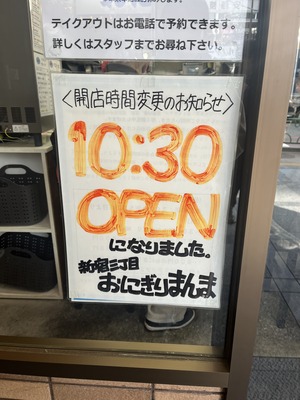 テイクアウトはお電話で予約できます。
詳しくはスタッフまでお尋ね下さい。
<開店時間変更のお知らせ>
10:30
OPEN
になりました。
新宿三丁目
おにぎりまんま